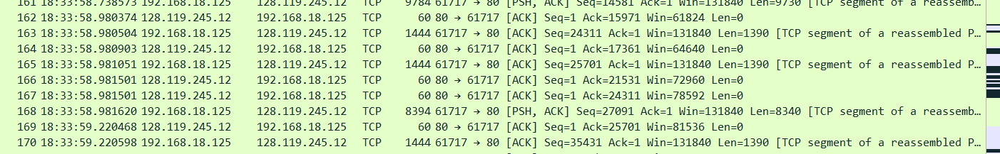 161 18:33:58.738573 192.168.18.125 128.119.245.12 TCP 9784 61717 → 80 [PSH, ACK] Seq=14581 Ack=1 Win=131840 Len=9730 [TCP segment of a reassemb…
162 18:33:58.980374 128.119.245.12 192.168.18.125 TCP 60 80 → 61717 [ACK] Seq=1 Ack=15971 Win=61824 Len=0
163 18:33:58.980504 192.168.18.125 128.119.245.12 TCP 1444 61717 → 80 [ACK] Seq=24311 Ack=1 Win=131840 Len=1390 [TCP segment of a reassembled P…
164 18:33:58.980903 128.119.245.12 192.168.18.125 TCP 60 80 → 61717 [ACK] Seq=1 Ack=17361 Win=64640 Len=0
165 18:33:58.981051 192.168.18.125 128.119.245.12 TCP 1444 61717 → 80 [ACK] Seq=25701 Ack=1 Win=131840 Len=1390 [TCP segment of a reassembled P…
166 18:33:58.981501 128.119.245.12 192.168.18.125 TCP 60 80 → 61717 [ACK] Seq=1 Ack=21531 Win=72960 Len=0
167 18:33:58.981501 128.119.245.12 192.168.18.125 TCP 60 80 → 61717 [ACK] Seq=1 Ack=24311 Win=78592 Len=0
168 18:33:58.981620 192.168.18.125 128.119.245.12 TCP 8394 61717 → 80 [PSH, ACK] Seq=27091 Ack=1 Win=131840 Len=8340 [TCP segment of a reassemb…
169 18:33:59.220468 128.119.245.12 192.168.18.125 TCP 60 80 → 61717 [ACK] Seq=1 Ack=25701 Win=81536 Len=0
170 18:33:59.220598 192.168.18.125 128.119.245.12 TCP 1444 61717 → 80 [ACK] Seq=35431 Ack=1 Win=131840 Len=1390 [TCP segment of a reassembled P…